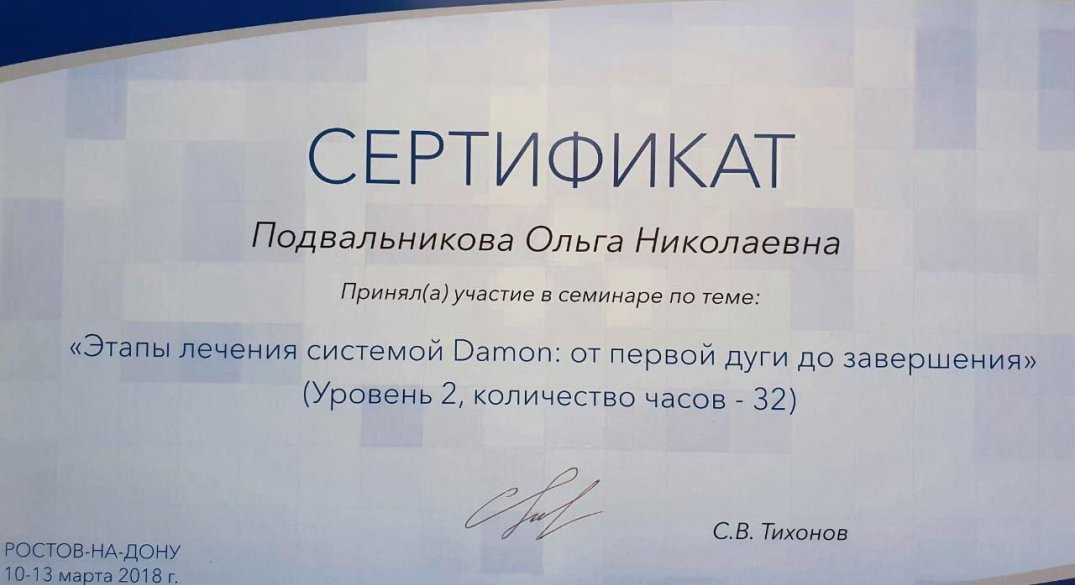 СЕРТИФИКАТ
Подвальникова Ольга Николаевна
Принял(а) участие в семинаре по теме:
«Этапы лечения системой Damon: от первой дуги до завершения»
(Уровень 2, количество часов - 32)
С.В. Тихонов
РОСТОВ-НА-ДОНУ
10-13 марта 2018 г.